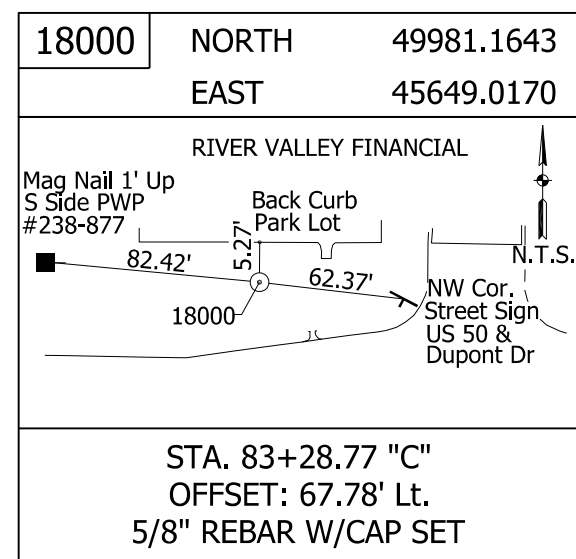 18000 NORTH 49981.1643
EAST 45649.0170
RIVER VALLEY FINANCIAL
Mag Nail 1' Up
S Side PWP
#238-877
Back Curb
Park Lot
N.T.S.
82.42'
5.27'
62.37'
18000
NW Cor.
Street Sign
US 50 &
Dupont Dr
STA. 83+28.77 "C"
OFFSET: 67.78' Lt.
5/8" REBAR W/CAP SET